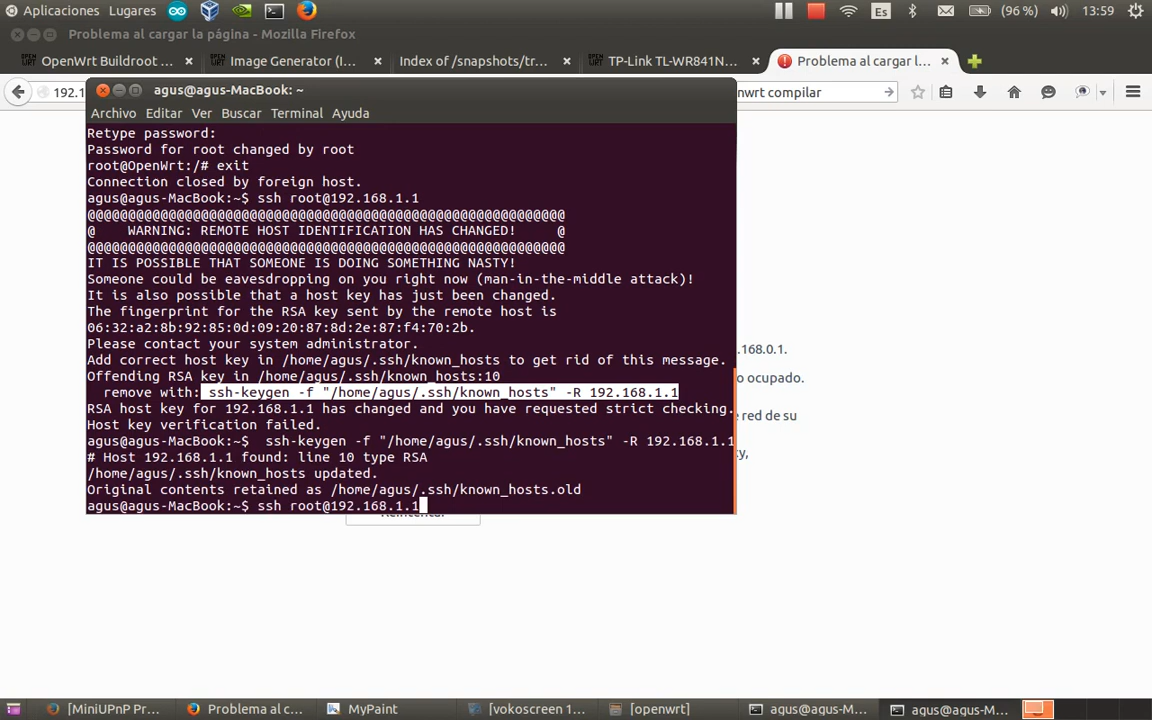 Aplicaciones Lugares Es (96 %) 13:59
Problema al cargar la página - Mozilla Firefox
OpenWrt Buildroot ... Image Generator (I... Index of /snapshots/tr... TP-Link TL-WR841N... Problema al cargar l...
192.1
nwrt compilar
agus@agus-MacBook: ~
Archivo Editar Ver Buscar Terminal Ayuda
Retype password:
Password for root changed by root
root@OpenWrt:/# exit
Connection closed by foreign host.
agus@agus-MacBook:~$ ssh root@192.168.1.1
@@@@@@@@@@@@@@@@@@@@@@@@@@@@@@@@@@@@@@@@@@@@@@@@@@@@@@@@@@@
@    WARNING: REMOTE HOST IDENTIFICATION HAS CHANGED!     @
@@@@@@@@@@@@@@@@@@@@@@@@@@@@@@@@@@@@@@@@@@@@@@@@@@@@@@@@@@@
IT IS POSSIBLE THAT SOMEONE IS DOING SOMETHING NASTY!
Someone could be eavesdropping on you right now (man-in-the-middle attack)!
It is also possible that a host key has just been changed.
The fingerprint for the RSA key sent by the remote host is
06:32:a2:8b:92:85:0d:09:20:87:8d:2e:87:f4:70:2b.
Please contact your system administrator.
Add correct host key in /home/agus/.ssh/known_hosts to get rid of this message.
Offending RSA key in /home/agus/.ssh/known_hosts:10
remove with: ssh-keygen -f "/home/agus/.ssh/known_hosts" -R 192.168.1.1
RSA host key for 192.168.1.1 has changed and you have requested strict checking.
Host key verification failed.
agus@agus-MacBook:~$  ssh-keygen -f "/home/agus/.ssh/known_hosts" -R 192.168.1.1
# Host 192.168.1.1 found: line 10 type RSA
/home/agus/.ssh/known_hosts updated.
Original contents retained as /home/agus/.ssh/known_hosts.old
agus@agus-MacBook:~$ ssh root@192.168.1.1
.168.0.1.
o ocupado.
e red de su
y,
[MiniUPnP Pr... Problema al c... MyPaint [vokoscreen 1... [openwrt] agus@agus-M... agus@agus-M...